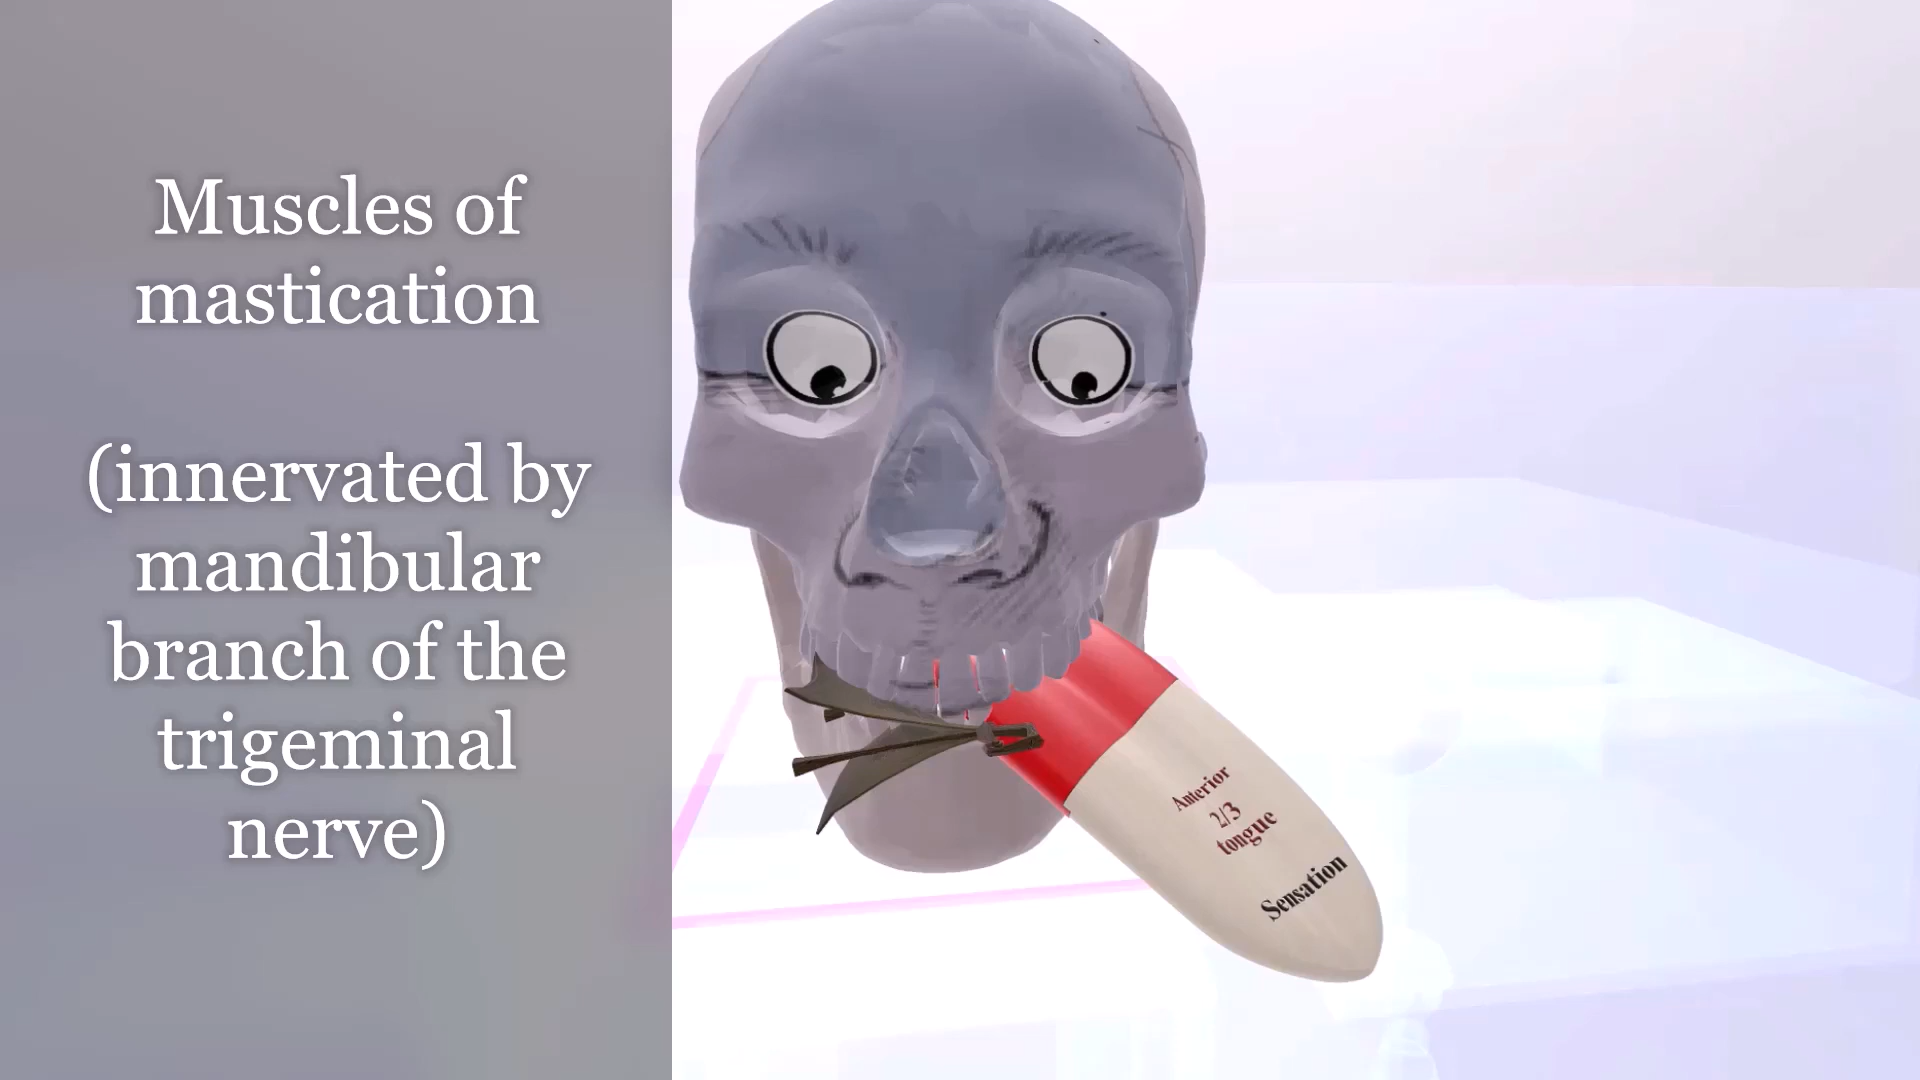 Muscles of
mastication
(innervated by
mandibular
branch of the
trigeminal
nerve)
Anterior
2/3
tongue
Sensation